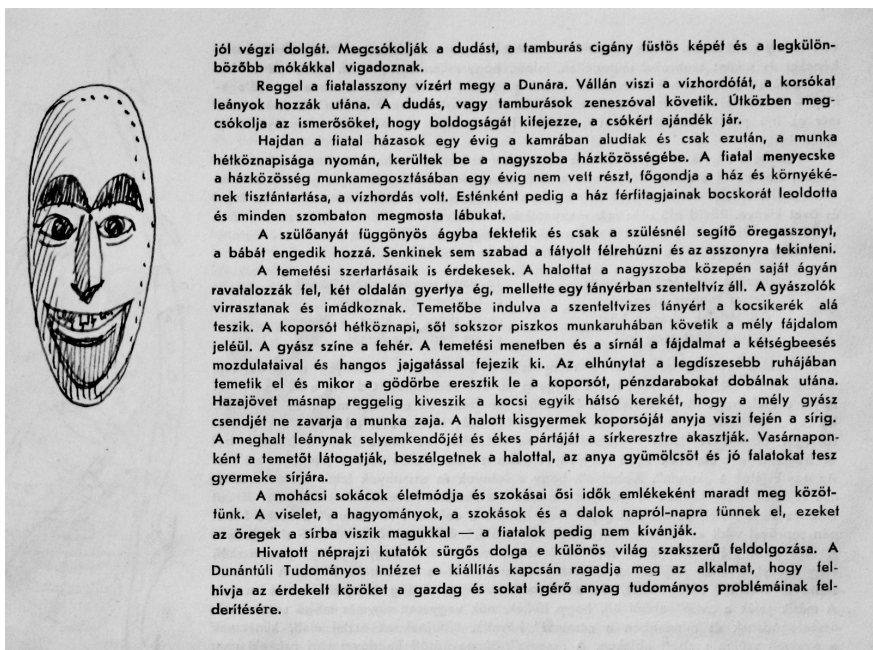 jól végzi dolgát. Megcsókolják a dudást, a tamburás cigány füstös képét és a legkülön-
bözőbb mókákkal vigadoznak.
Reggel a fiatalasszony vízért megy a Dunára. Vállán viszi a vízhordófát, a korsókat
leányok hozzák utána. A dudás, vagy tamburások zeneszóval követik. Útközben meg-
csókolja az ismerősöket, hogy boldogságát kifejezze, a csókért ajándék jár.
Hajdan a fiatal házasok egy évig a kamrában aludtak és csak ezután, a munka
hétköznapisága nyomán, kerültek be a nagyszoba házközösségébe. A fiatal menyecske
a házközösség munkamegosztásában egy évig nem vett részt, főgondja a ház és környéké-
nek tisztántartása, a vízhordás volt. Esténként pedig a ház férfitagjainak bocskorát leoldotta
és minden szombaton megmosta lábukat.
A szülőanyát függönyös ágyba fektetik és csak a szülésnél segítő öregasszonyt,
a bábát engedik hozzá. Senkinek sem szabad a fátyolt félrehúzni és az asszonyra tekinteni.
A temetési szertartásaik is érdekesek. A halottat a nagyszoba közepén saját ágyán
ravatalozzák fel, két oldalán gyertya ég, mellette egy tányérban szenteltvíz áll. A gyászolók
virrasztanak és imádkoznak. Temetőbe indulva a szenteltvizes tányért a kocsikerék alá
teszik. A koporsót hétköznapi, sőt sokszor piszkos munkaruhában követik a mély fájdalom
jeléül. A gyász színe a fehér. A temetési menetben és a sírnál a fájdalmat a kétségbeesés
mozdulataival és hangos jajgatással fejezik ki. Az elhúnytat a legdíszesebb ruhájában
temetik el és mikor a gödörbe eresztik le a koporsót, pénzdarabokat dobálnak utána.
Hazajövet másnap reggelig kiveszik a kocsi egyik hátsó kerekét, hogy a mély gyász
csendjét ne zavarja a munka zaja. A halott kisgyermek koporsóját anyja viszi fején a sírig.
A meghalt leánynak selyemkendőjét és ékes pártáját a sírkeresztre akasztják. Vasárnapon-
ként a temetőt látogatják, beszélgetnek a halottal, az anya gyümölcsöt és jó falatokat tesz
gyermeke sírjára.
A mohácsi sokácok életmódja és szokásai ősi idők emlékeként maradt meg közöt-
tünk. A viselet, a hagyományok, a szokások és a dalok napról-napra tünnek el, ezeket
az öregek a sírba viszik magukkal — a fiatalok pedig nem kívánják.
Hivatott néprajzi kutatók sürgős dolga e különös világ szakszerű feldolgozása. A
Dunántúli Tudományos Intézet e kiállítás kapcsán ragadja meg az alkalmat, hogy fel-
hívja az érdekelt köröket a gazdag és sokat igérő anyag tudományos problémáinak fel-
derítésére.